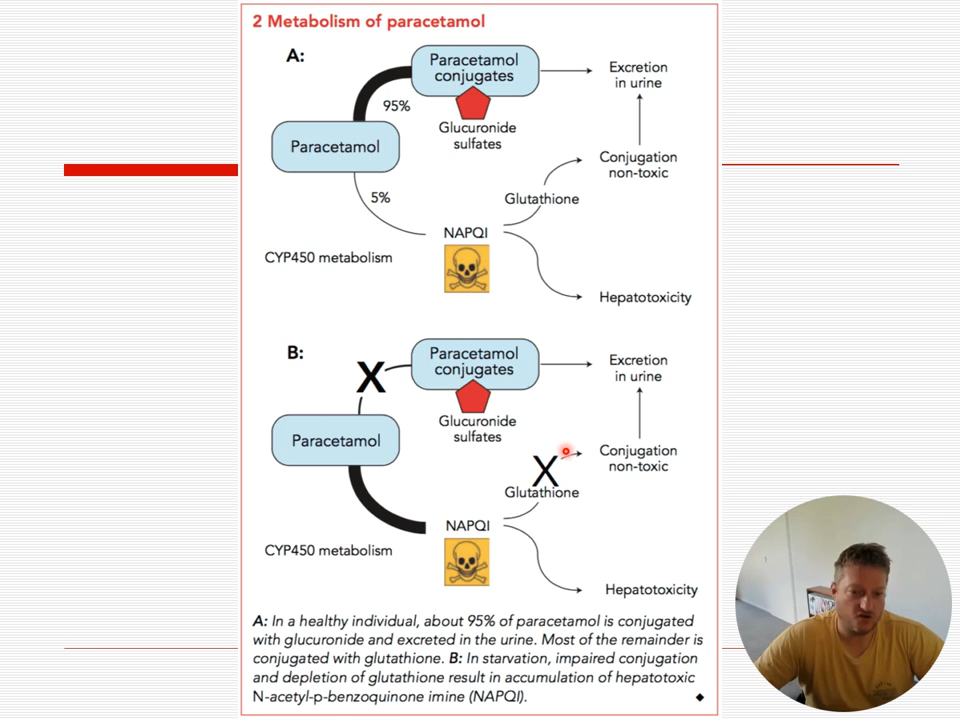 2 Metabolism of paracetamol
A:
Paracetamol
conjugates
Excretion
in urine
95%
Glucuronide
sulfates
Paracetamol
Conjugation
non-toxic
5%
Glutathione
NAPQI
CYP450 metabolism
Hepatotoxicity
B:
Paracetamol
conjugates
Excretion
in urine
X
Glucuronide
sulfates
Paracetamol
Conjugation
non-toxic
X
Glutathione
NAPQI
CYP450 metabolism
Hepatotoxicity
A: In a healthy individual, about 95% of paracetamol is conjugated
with glucuronide and excreted in the urine. Most of the remainder is
conjugated with glutathione. B: In starvation, impaired conjugation
and depletion of glutathione result in accumulation of hepatotoxic
N-acetyl-p-benzoquinone imine (NAPQI).